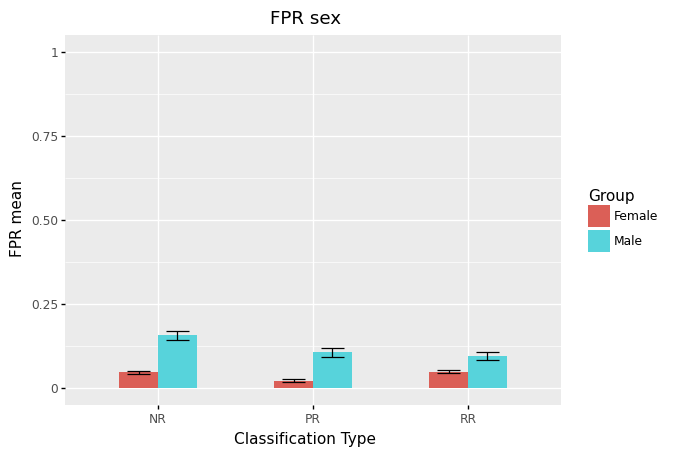 FPR sex
1
0.75
0.50
0.25
0
FPR mean
NR
PR
RR
Classification Type
Group
Female
Male